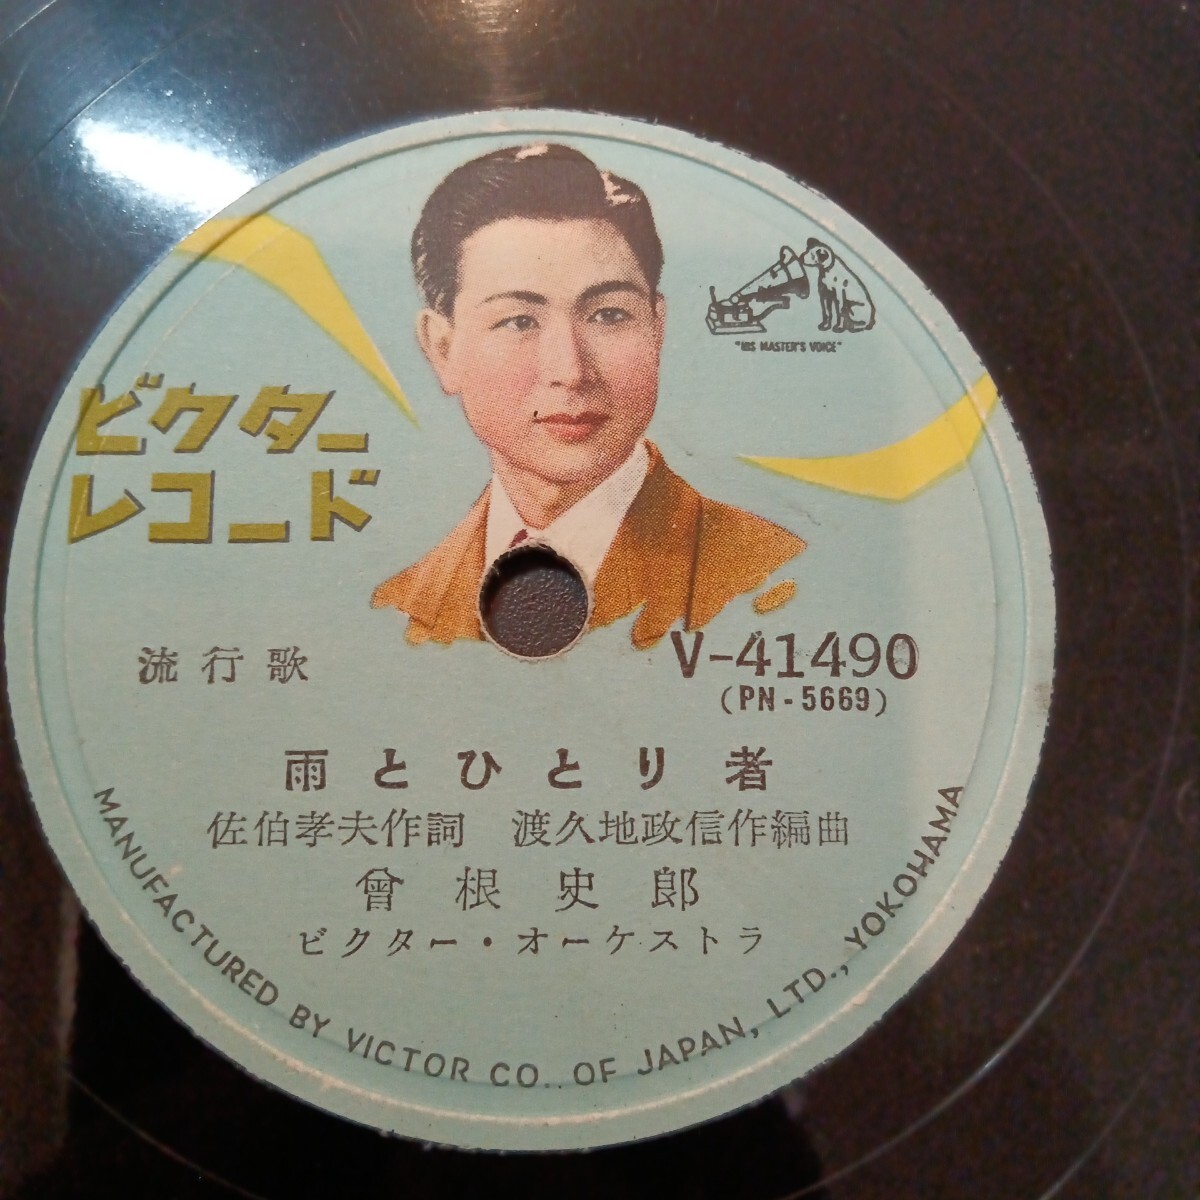 "HIS MASTER'S VOICE"
ビクター
レコード
流行歌
V-41490
(PN-5669)
雨とひとり者
佐伯孝夫作詞 渡久地政信作編曲
曾根史郎
ビクター・オーケストラ
MANUFACTURED BY VICTOR CO. OF JAPAN, LTD., YOKOHAMA